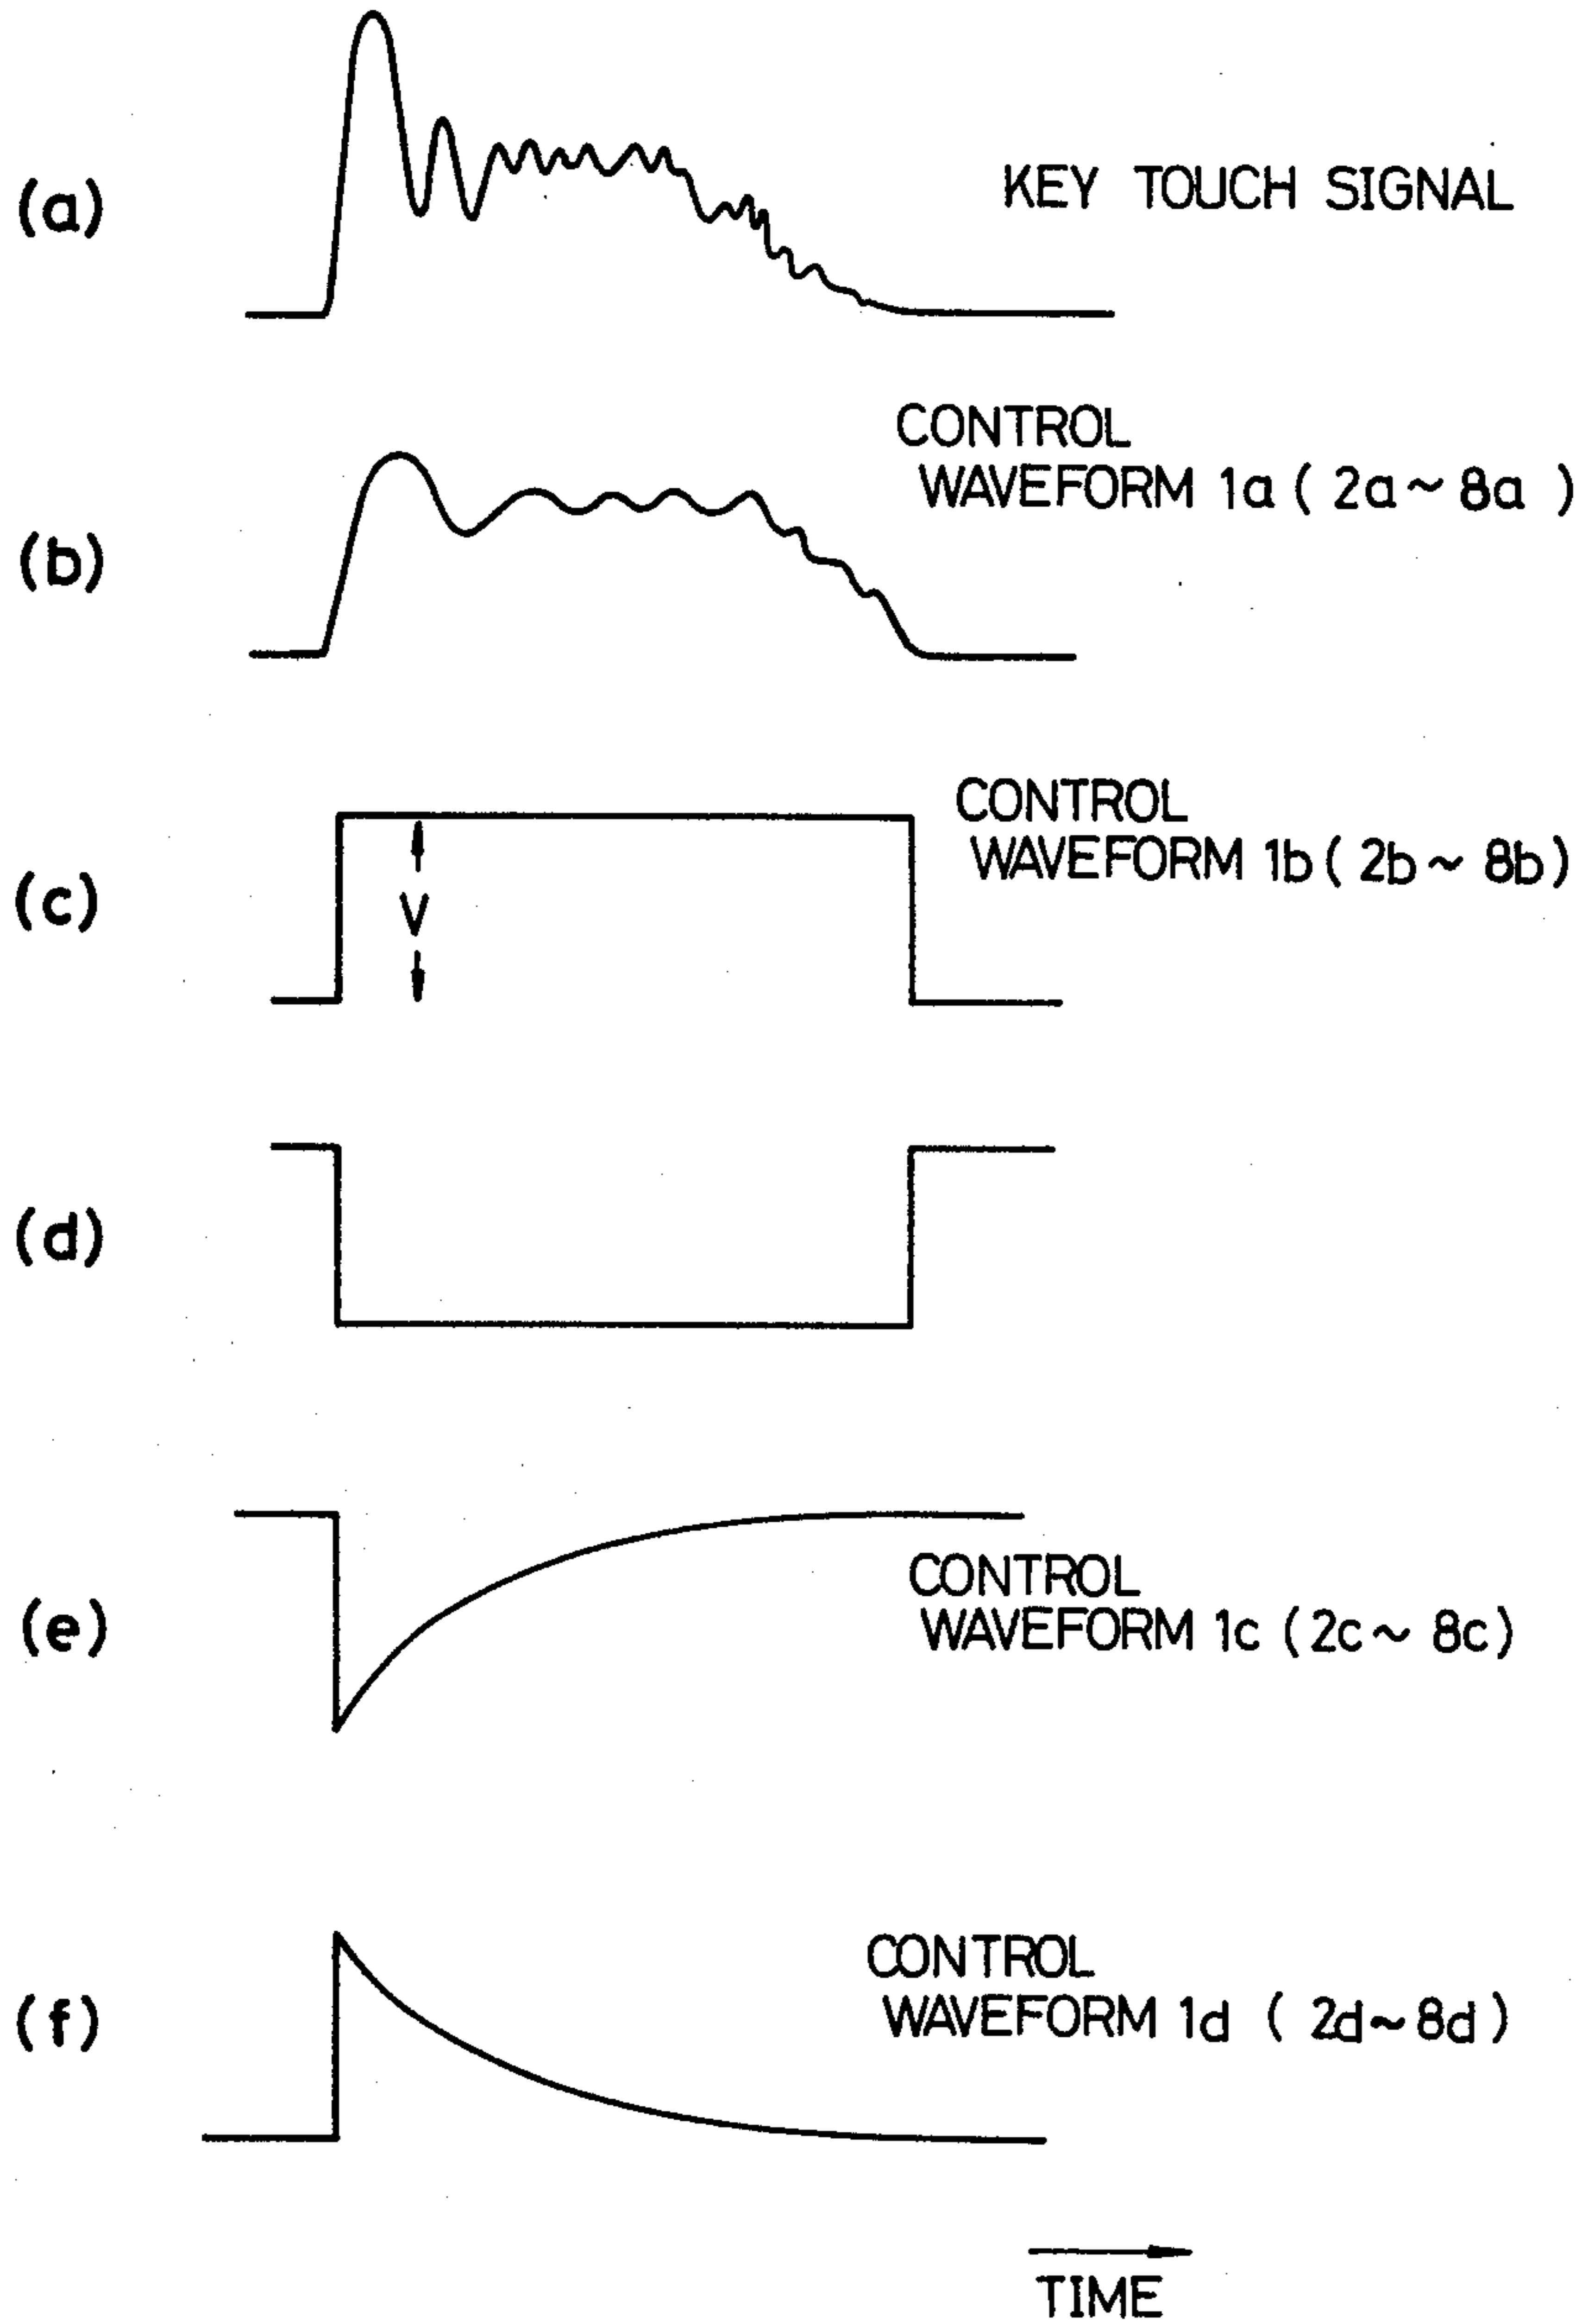 (a)
KEY TOUCH SIGNAL
CONTROL
WAVEFORM 1a ( 2a ~ 8a )
(b)
CONTROL
WAVEFORM 1b ( 2b ~ 8b )
V
(c)
(d)
(e)
CONTROL
WAVEFORM 1c ( 2c ~ 8c )
(f)
CONTROL
WAVEFORM 1d ( 2d ~ 8d )
TIME